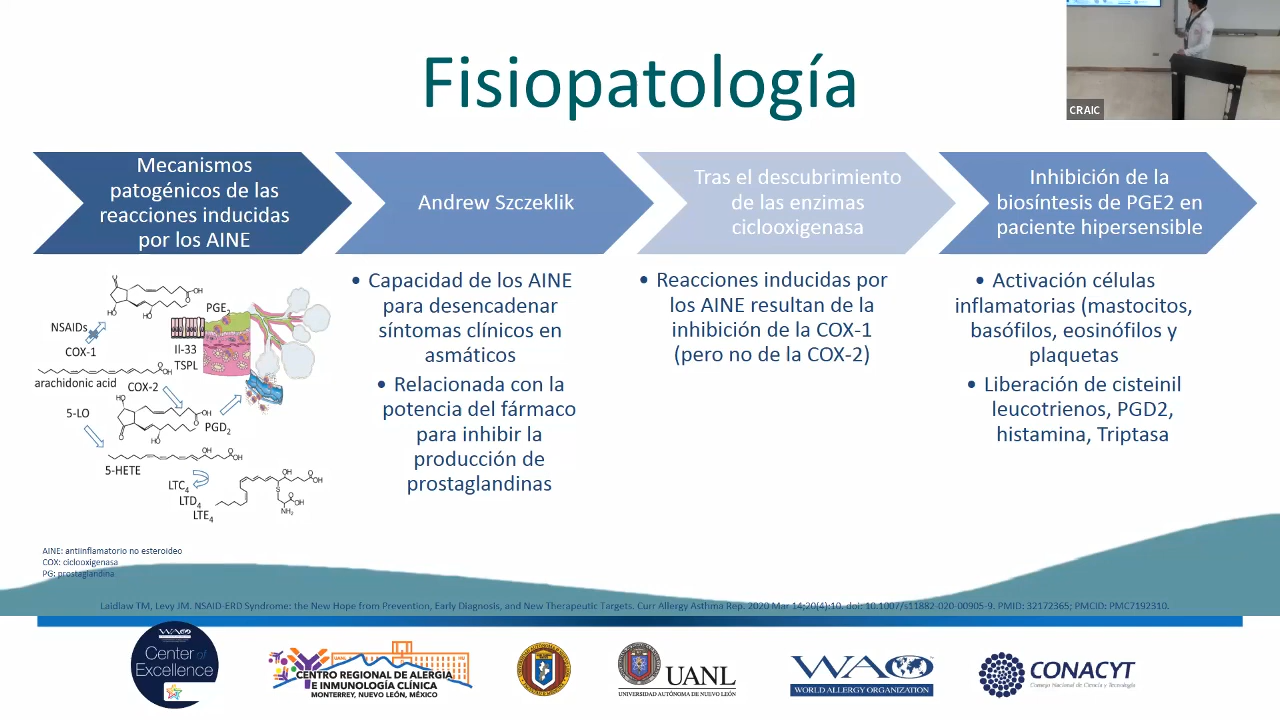 Fisiopatología
CRAIC
Mecanismos
patogénicos de las
reacciones inducidas
por los AINE
Andrew Szczeklik
Tras el descubrimiento
de las enzimas
ciclooxigenasa
Inhibición de la
biosíntesis de PGE2 en
paciente hipersensible
• Capacidad de los AINE
para desencadenar
síntomas clínicos en
asmáticos
• Relacionada con la
potencia del fármaco
para inhibir la
producción de
prostaglandinas
• Reacciones inducidas por
los AINE resultan de la
inhibición de la COX-1
(pero no de la COX-2)
• Activación células
inflamatorias (mastocitos,
basófilos, eosinófilos y
plaquetas
• Liberación de cisteinil
leucotrienos, PGD2,
histamina, Triptasa
PGE2
NSAIDs
COX-1
Il-33
TSPL
arachidonic acid
COX-2
5-LO
PGD2
5-HETE
LTC4
LTD4
LTE4
AINE: antiinflamatorio no esteroideo
COX: ciclooxigenasa
PG: prostaglandina
Laidlaw TM, Levy JM. NSAID-ERD Syndrome: the New Hope from Prevention, Early Diagnosis, and New Therapeutic Targets. Curr Allergy Asthma Rep. 2020 Mar 14;20(4):10. doi: 10.1007/s11882-020-00905-9. PMID: 32172365; PMCID: PMC7192310.
WAO
Center of
Excellence
CENTRO REGIONAL DE ALERGIA
E INMUNOLOGÍA CLÍNICA
MONTERREY, NUEVO LEÓN, MÉXICO
UANL
UNIVERSIDAD AUTÓNOMA DE NUEVO LEÓN
WAO
WORLD ALLERGY ORGANIZATION
CONACYT
Consejo Nacional de Ciencia y Tecnología